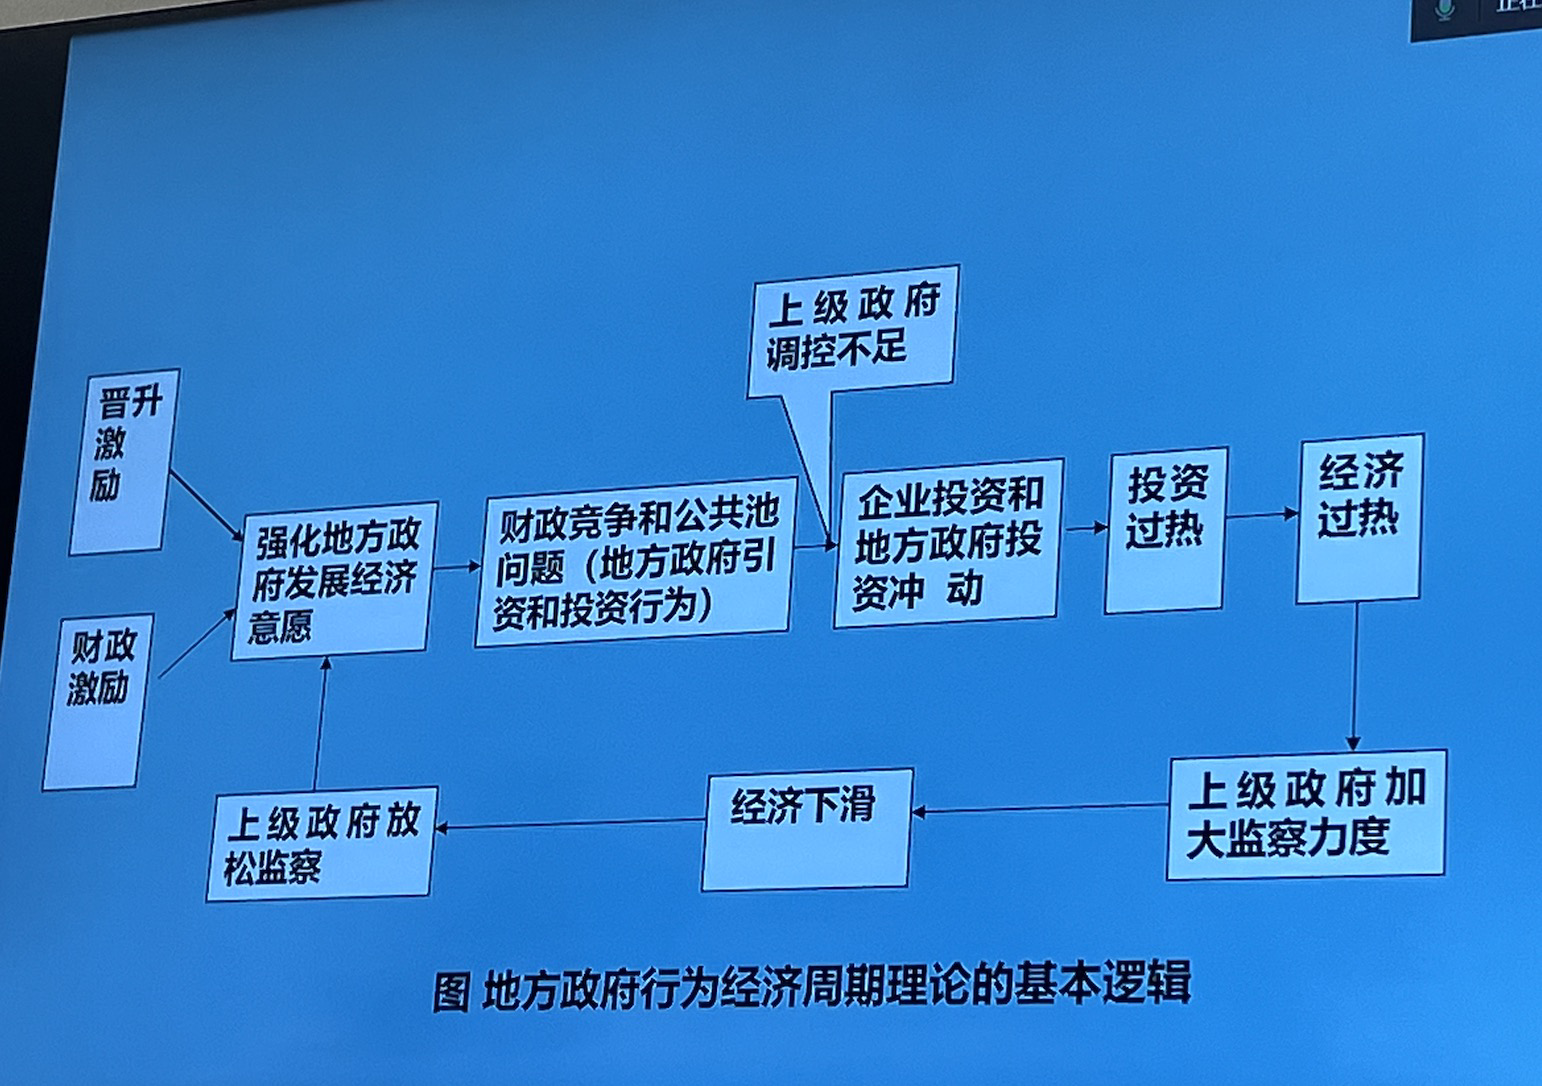 正在
上级政府
调控不足
晋升
激
励
财政
激励
强化地方政
府发展经济
意愿
财政竞争和公共池
问题（地方政府引
资和投资行为）
企业投资和
地方政府投
资冲 动
投资
过热
经济
过热
上级政府加
大监察力度
经济下滑
上级政府放
松监察
图 地方政府行为经济周期理论的基本逻辑